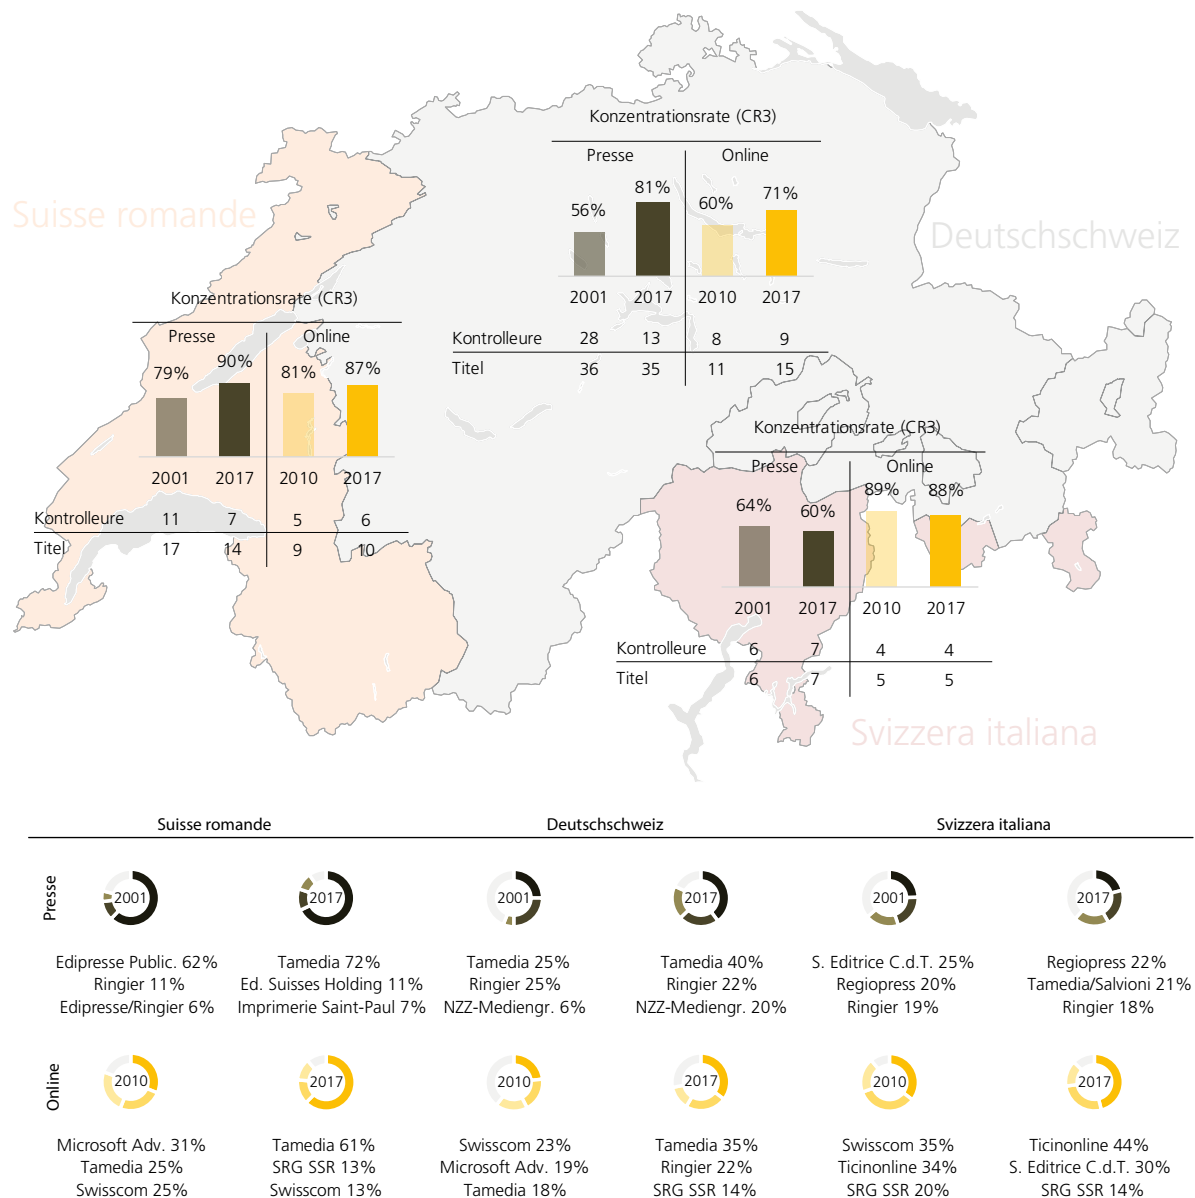 Konzentrationsrate (CR3)
Presse Online
56% 81% 60% 71%
2001 2017 2010 2017
Kontrolleure 28 13 8 9
Titel 36 35 11 15
Suisse romande
Deutschschweiz
Konzentrationsrate (CR3)
Presse Online
79% 90% 81% 87%
2001 2017 2010 2017
Kontrolleure 11 7 5 6
Titel 17 14 9 10
Konzentrationsrate (CR3)
Presse Online
64% 60% 89% 88%
2001 2017 2010 2017
Kontrolleure 6 7 4 4
Titel 6 7 5 5
Svizzera italiana
Suisse romande Deutschschweiz Svizzera italiana
Presse
2001 2017 2001 2017 2001 2017
Edipresse Public. 62% Tamedia 72% Tamedia 25% Tamedia 40% S. Editrice C.d.T. 25% Regiopress 22%
Ringier 11% Ed. Suisses Holding 11% Ringier 25% Ringier 22% Regiopress 20% Tamedia/Salvioni 21%
Edipresse/Ringier 6% Imprimerie Saint-Paul 7% NZZ-Mediengr. 6% NZZ-Mediengr. 20% Ringier 19% Ringier 18%
Online
2010 2017 2010 2017 2010 2017
Microsoft Adv. 31% Tamedia 61% Swisscom 23% Tamedia 35% Swisscom 35% Ticinonline 44%
Tamedia 25% SRG SSR 13% Microsoft Adv. 19% Ringier 22% Ticinonline 34% S. Editrice C.d.T. 30%
Swisscom 25% Swisscom 13% Tamedia 18% SRG SSR 14% SRG SSR 20% SRG SSR 14%